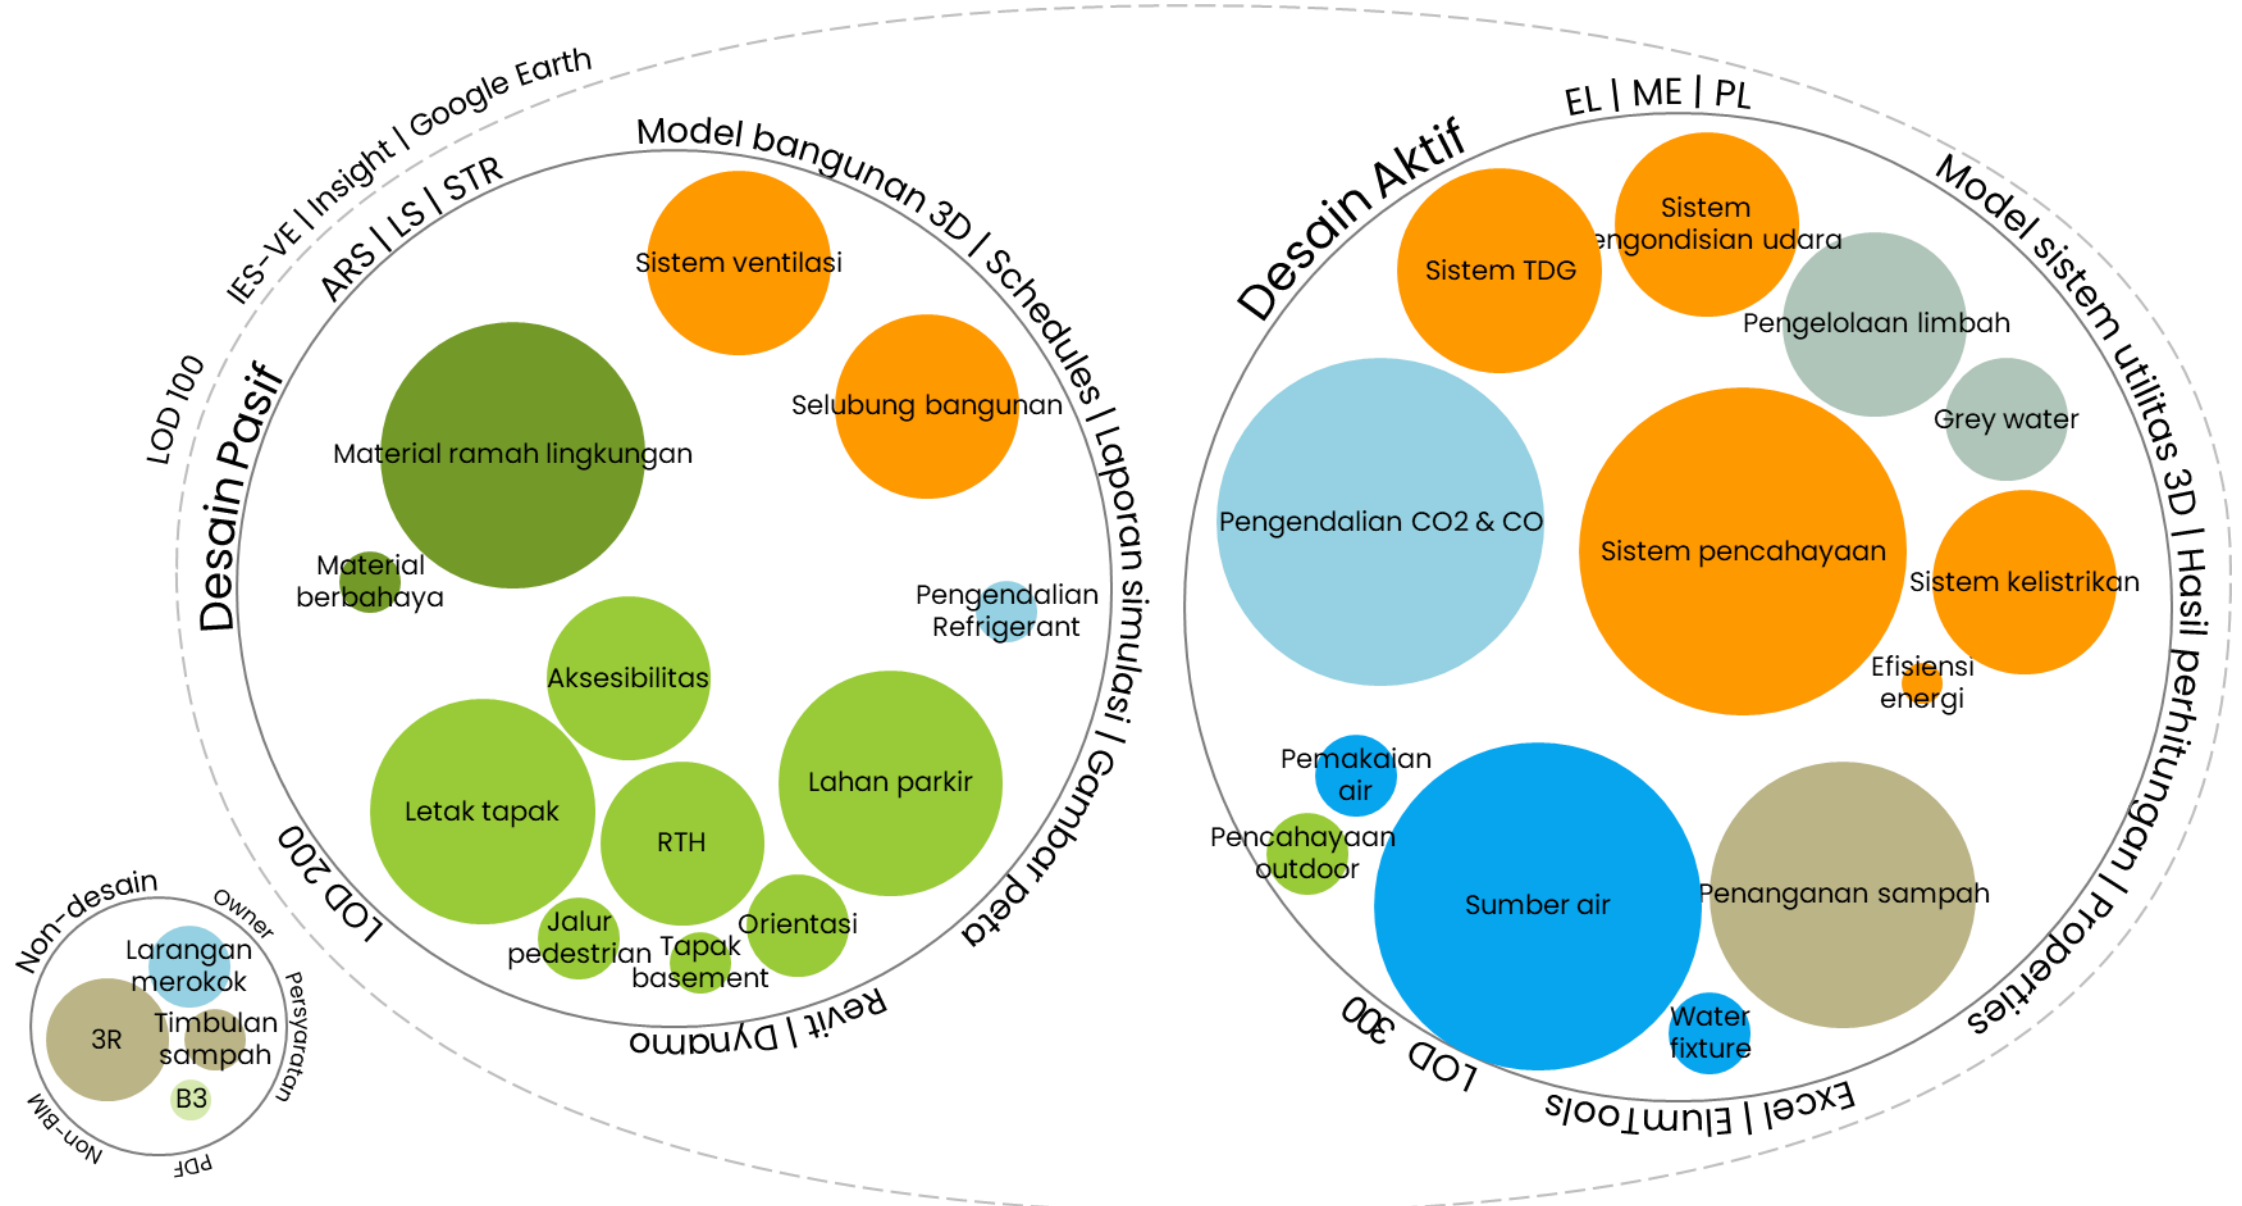 IES-VE | Insight | Google Earth
LOD 100
Desain Pasif
ARS | LS | STR
Model bangunan 3D | Schedules | Laporan simulasi | Gambar peta
LOD 200
Revit | Dynamo
Sistem ventilasi
Selubung bangunan
Material ramah lingkungan
Material
berbahaya
Pengendalian
Refrigerant
Aksesibilitas
Letak tapak
RTH
Lahan parkir
Jalur
pedestrian
Tapak
basement
Orientasi
Desain Aktif
EL | ME | PL
Model sistem utilitas 3D | Hasil perhitungan | Properties
LOD 300
Excel | ElumTools
Sistem TDG
Sistem
engondisian udara
Pengelolaan limbah
Grey water
Pengendalian CO2 & CO
Sistem pencahayaan
Sistem kelistrikan
Efisiensi
energi
Pemakaian
air
Pencahayaan
outdoor
Sumber air
Penanganan sampah
Water
fixture
Non-desain
Owner
Persyaratan
PDF
Non-BIM
Larangan
merokok
3R
Timbulan
sampah
B3